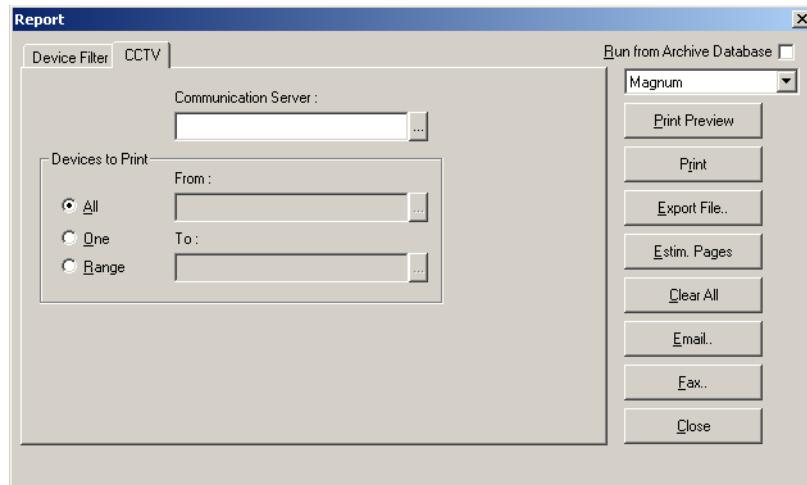 Report
Device Filter CCTV
Run from Archive Database
Magnum
Communication Server :
...
Devices to Print
From :
All
...
One
To :
Range
...
Print Preview
Print
Export File..
Estim. Pages
Clear All
Email..
Fax..
Close